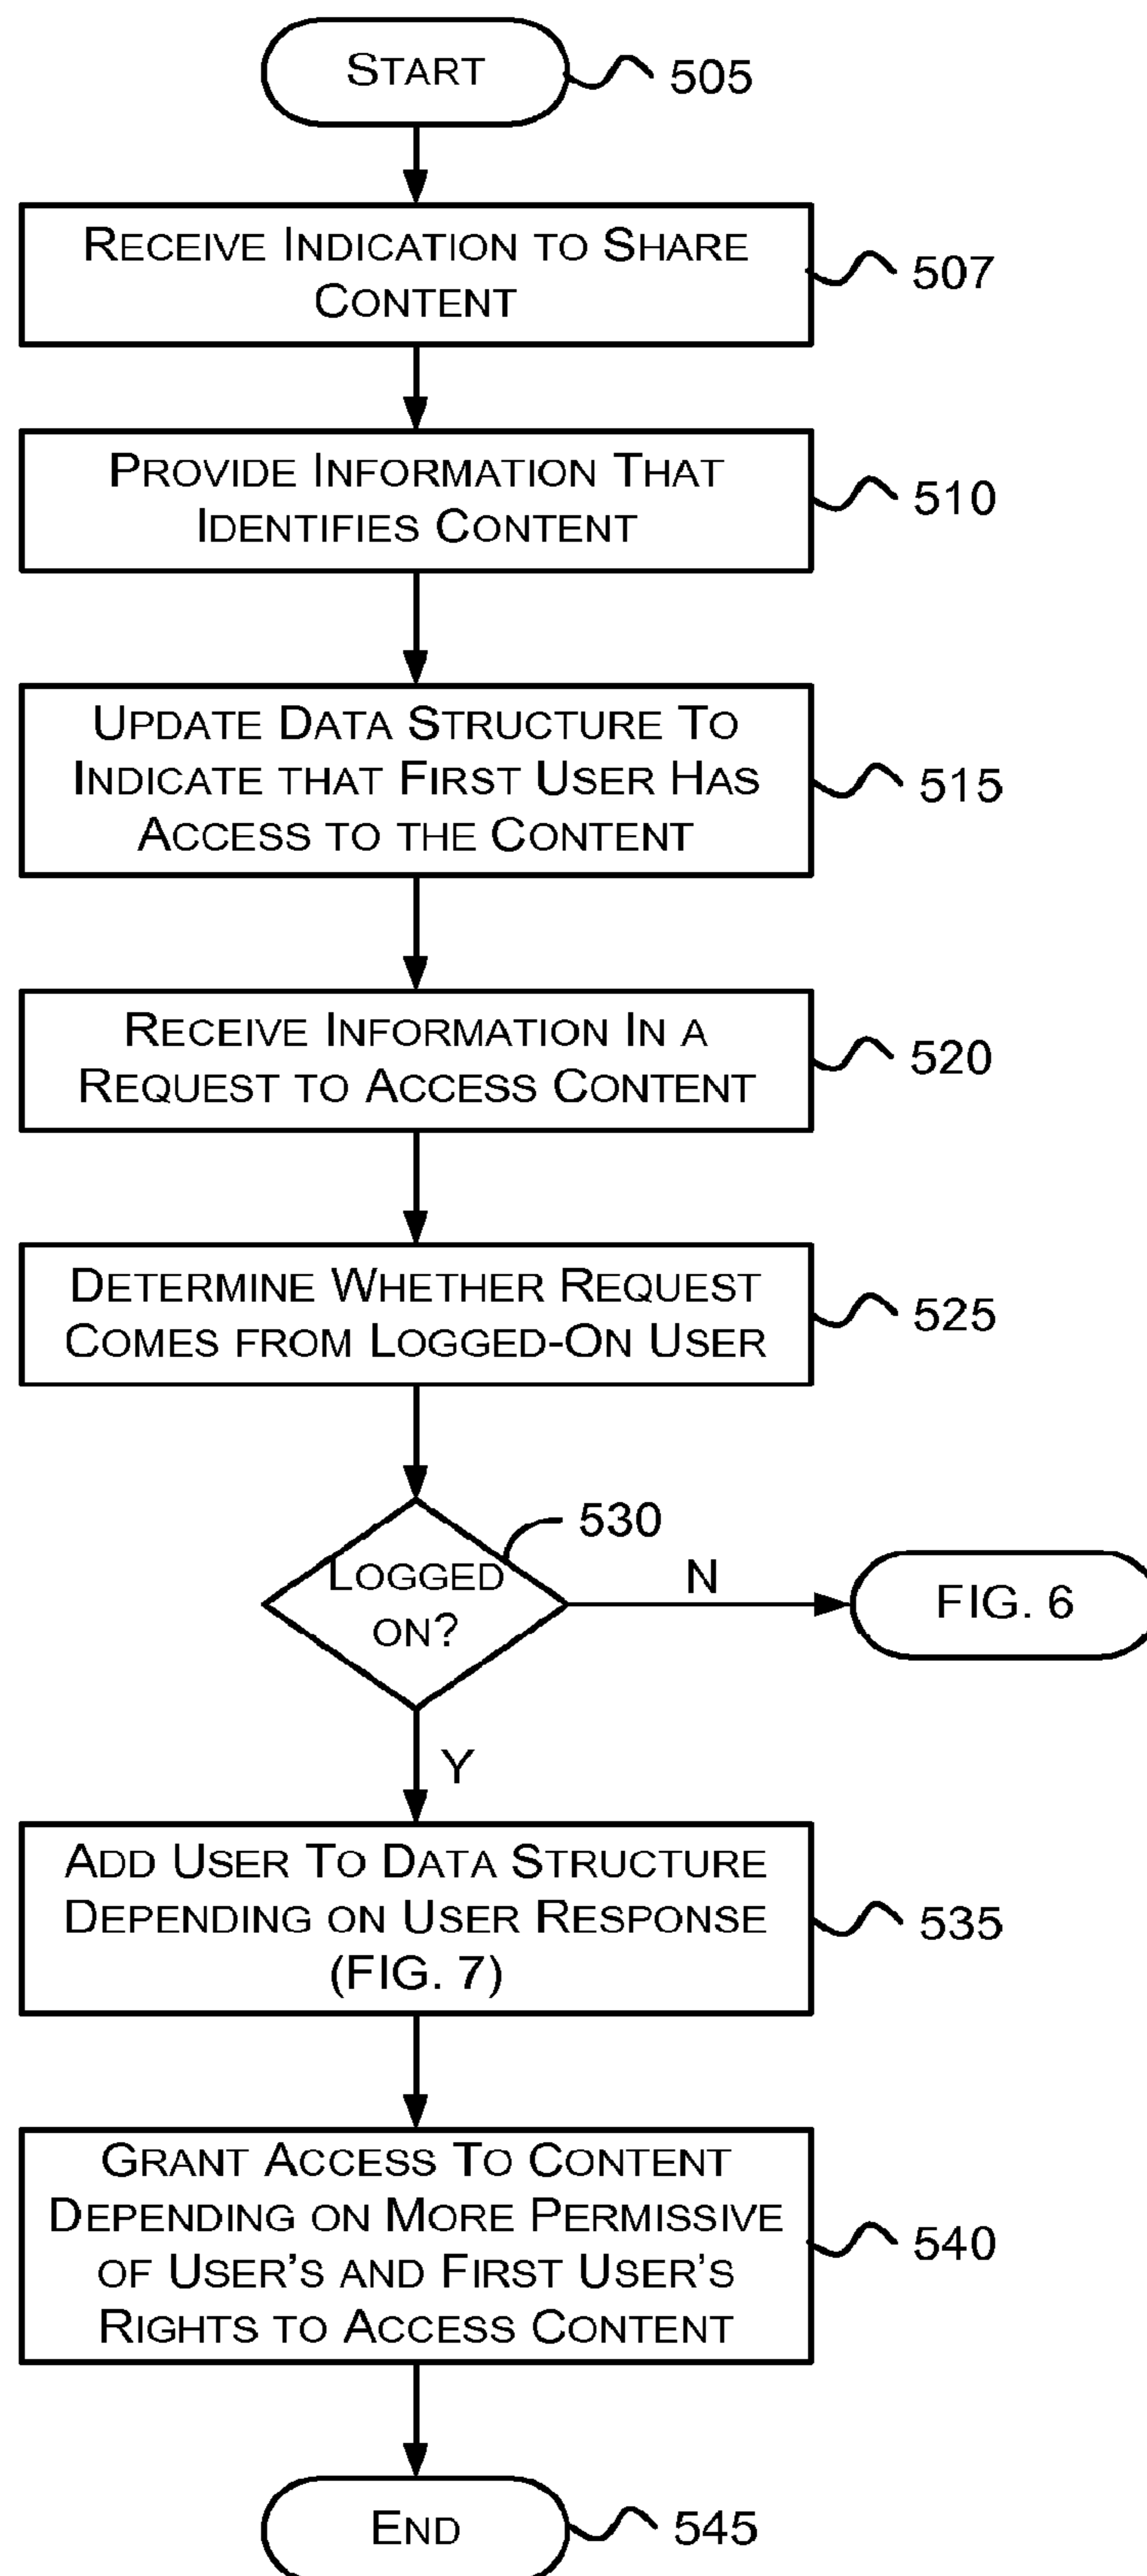 START
505
RECEIVE INDICATION TO SHARE
CONTENT
507
PROVIDE INFORMATION THAT
IDENTIFIES CONTENT
510
UPDATE DATA STRUCTURE TO
INDICATE THAT FIRST USER HAS
ACCESS TO THE CONTENT
515
RECEIVE INFORMATION IN A
REQUEST TO ACCESS CONTENT
520
DETERMINE WHETHER REQUEST
COMES FROM LOGGED-ON USER
525
530
LOGGED
ON?
N
FIG. 6
Y
ADD USER TO DATA STRUCTURE
DEPENDING ON USER RESPONSE
(FIG. 7)
535
GRANT ACCESS TO CONTENT
DEPENDING ON MORE PERMISSIVE
OF USER'S AND FIRST USER'S
RIGHTS TO ACCESS CONTENT
540
END
545